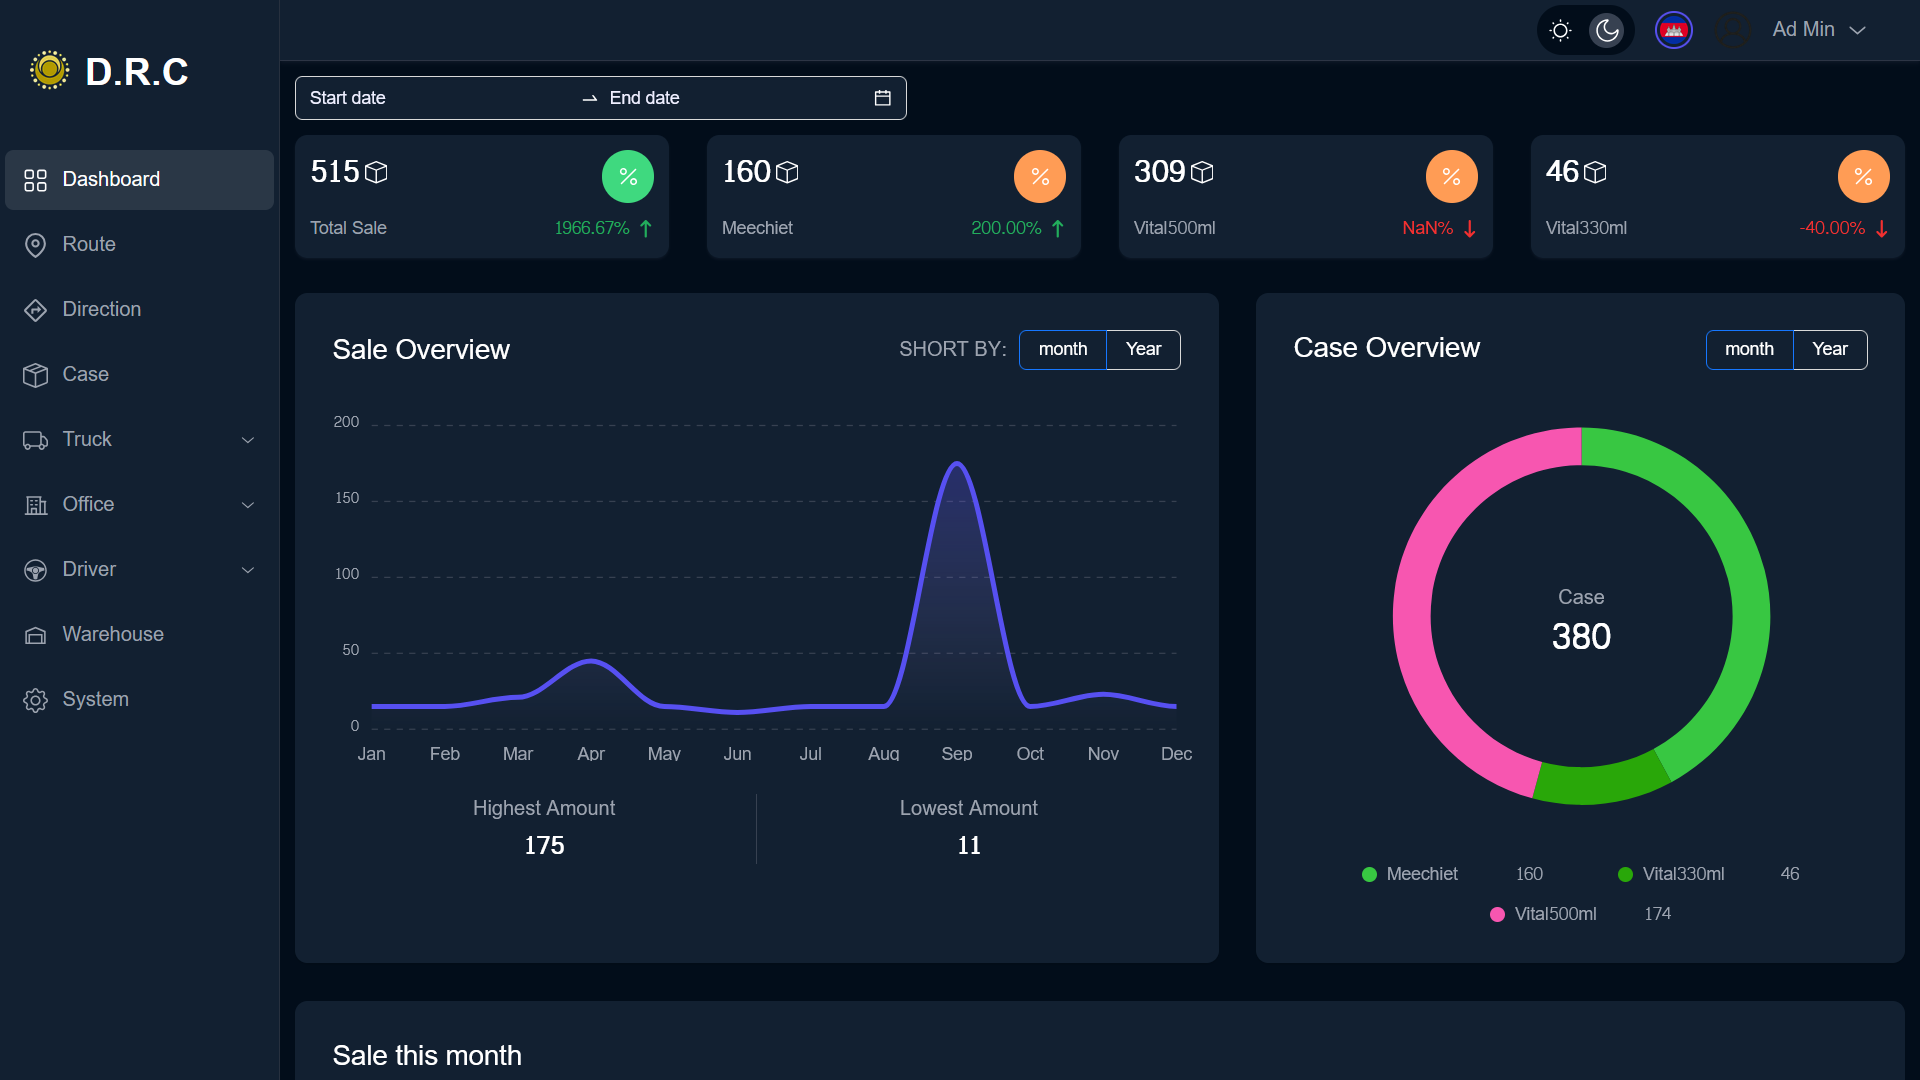 D.R.C
Ad Min
Dashboard
Route
Direction
Case
Truck
Office
Driver
Warehouse
System
Start date → End date
515
%
Total Sale 1966.67% ↑
160
%
Meechiet 200.00% ↑
309
%
Vital500ml NaN% ↓
46
%
Vital330ml -40.00% ↓
Sale Overview SHORT BY: month Year
200
150
100
50
0
Jan Feb Mar Apr May Jun Jul Aug Sep Oct Nov Dec
Highest Amount
175
Lowest Amount
11
Case Overview month Year
Case
380
Meechiet 160 Vital330ml 46
Vital500ml 174
Sale this month